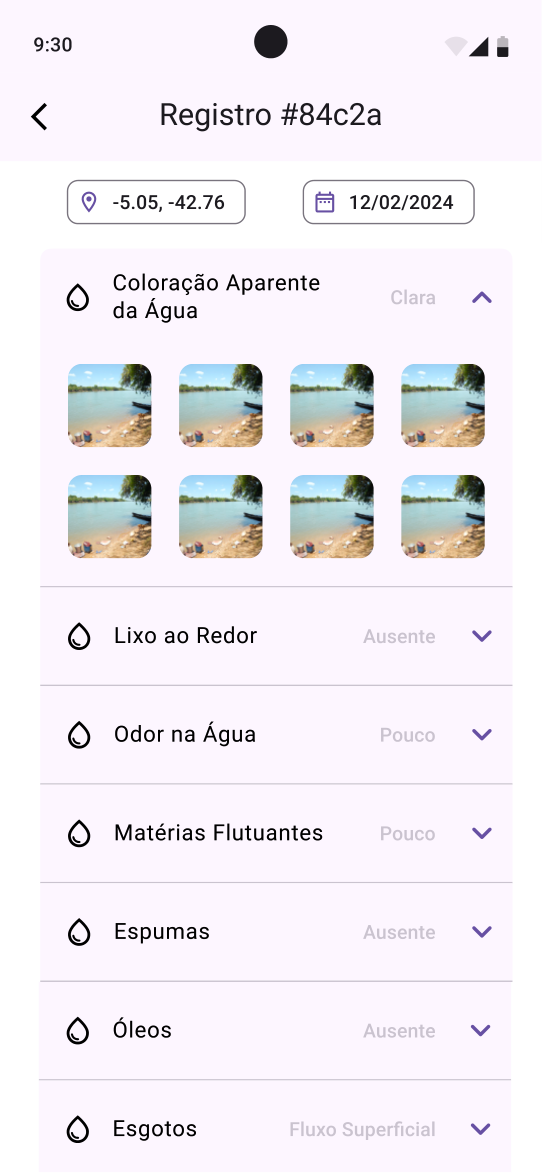 9:30
Registro #84c2a
-5.05, -42.76
12/02/2024
Coloração Aparente
da Água
Clara
Lixo ao Redor
Ausente
Odor na Água
Pouco
Matérias Flutuantes
Pouco
Espumas
Ausente
Óleos
Ausente
Esgotos
Fluxo Superficial